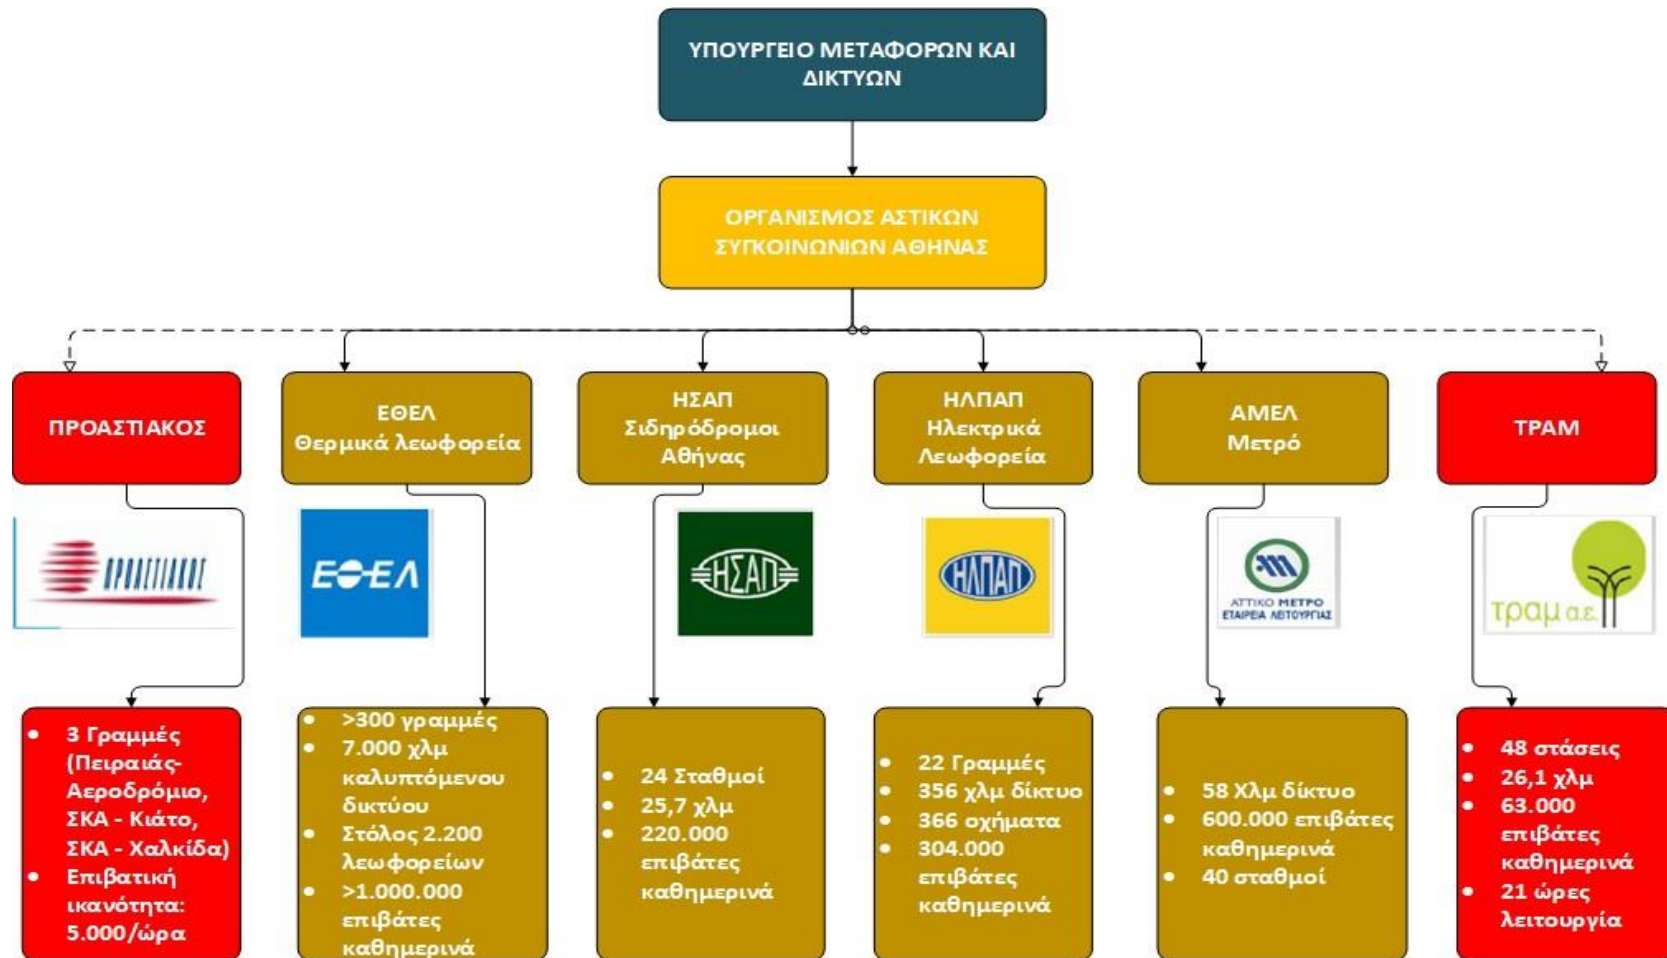 ΥΠΟΥΡΓΕΙΟ ΜΕΤΑΦΟΡΩΝ ΚΑΙ
ΔΙΚΤΥΩΝ
ΟΡΓΑΝΙΣΜΟΣ ΑΣΤΙΚΩΝ
ΣΥΓΚΟΙΝΩΝΙΩΝ ΑΘΗΝΑΣ
ΠΡΟΑΣΤΙΑΚΟΣ
ΕΘΕΛ
Θερμικά λεωφορεία
ΗΣΑΠ
Σιδηρόδρομοι
Αθήνας
ΗΛΠΑΠ
Ηλεκτρικά
Λεωφορεία
ΑΜΕΛ
Μετρό
ΤΡΑΜ
ΠΡΟΑΣΤΙΑΚΟΣ
ΕΘΕΛ
ΗΣΑΠ
ΗΛΠΑΠ
ΑΤΤΙΚΟ ΜΕΤΡΟ
ΕΤΑΙΡΕΙΑ ΛΕΙΤΟΥΡΓΙΑΣ
τραμ α.ε.
• 3 Γραμμές
(Πειραιάς-
Αεροδρόμιο,
ΣΚΑ - Κιάτο,
ΣΚΑ - Χαλκίδα)
• Επιβατική
ικανότητα:
5.000/ώρα
• >300 γραμμές
• 7.000 χλμ
καλυπτόμενου
δικτύου
• Στόλος 2.200
λεωφορείων
• >1.000.000
επιβάτες
καθημερινά
• 24 Σταθμοί
• 25,7 χλμ
• 220.000
επιβάτες
καθημερινά
• 22 Γραμμές
• 356 χλμ δίκτυο
• 366 οχήματα
• 304.000
επιβάτες
καθημερινά
• 58 Χλμ δίκτυο
• 600.000 επιβάτες
καθημερινά
• 40 σταθμοί
• 48 στάσεις
• 26,1 χλμ
• 63.000
επιβάτες
καθημερινά
• 21 ώρες
λειτουργία